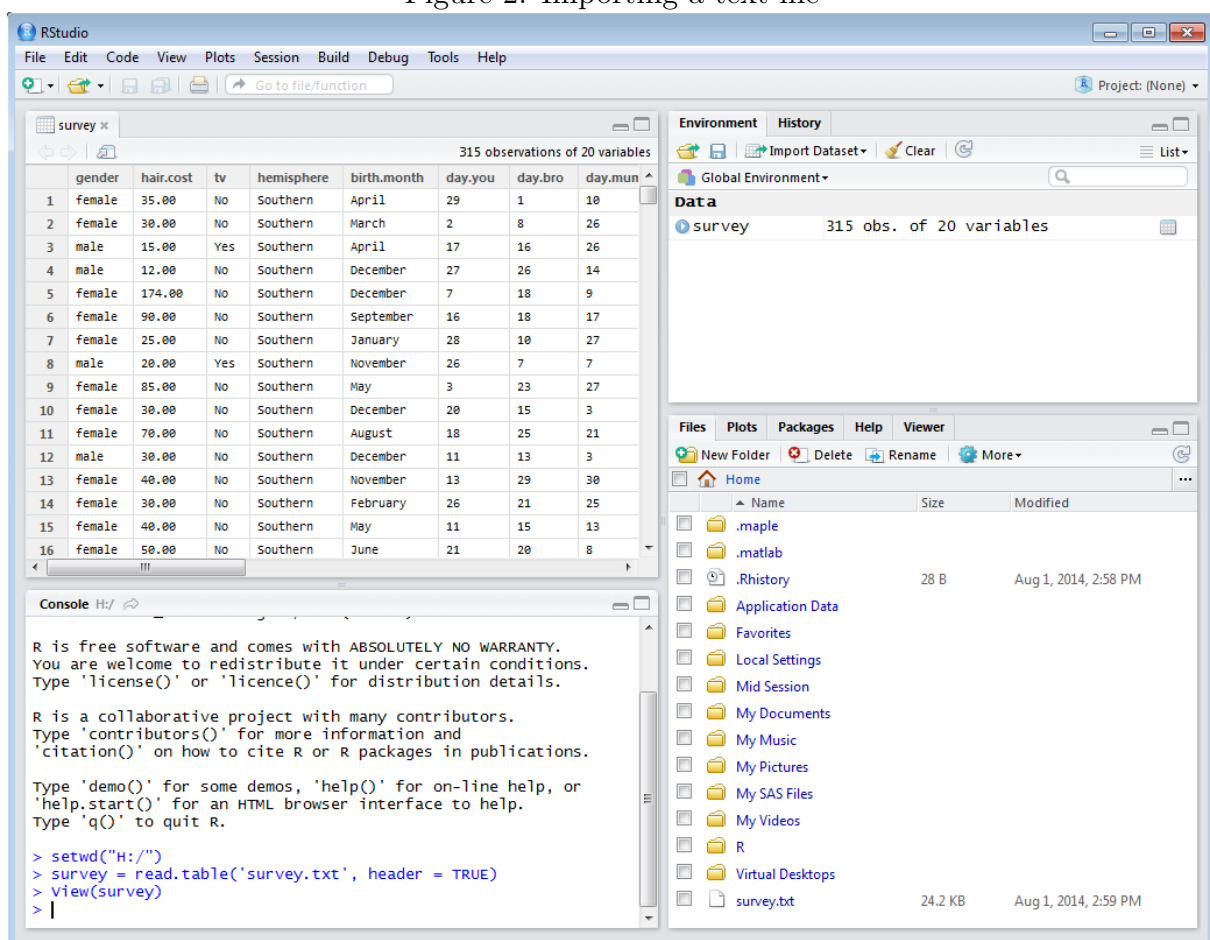 Figure 2: Importing a text file
RStudio
File Edit Code View Plots Session Build Debug Tools Help
Go to file/function
Project: (None)
survey
315 observations of 20 variables
gender hair.cost tv hemisphere birth.month day.you day.bro day.mun
1 female 35.00 No Southern April 29 1 10
2 female 30.00 No Southern March 2 8 26
3 male 15.00 Yes Southern April 17 16 26
4 male 12.00 No Southern December 27 26 14
5 female 174.00 No Southern December 7 18 9
6 female 90.00 No Southern September 16 18 17
7 female 25.00 No Southern January 28 10 27
8 male 20.00 Yes Southern November 26 7 7
9 female 85.00 No Southern May 3 23 27
10 female 30.00 No Southern December 20 15 3
11 female 70.00 No Southern August 18 25 21
12 male 30.00 No Southern December 11 13 3
13 female 40.00 No Southern November 13 29 30
14 female 30.00 No Southern February 26 21 25
15 female 40.00 No Southern May 11 15 13
16 female 50.00 No Southern June 21 20 8
Console H:/
R is free software and comes with ABSOLUTELY NO WARRANTY.
You are welcome to redistribute it under certain conditions.
Type 'license()' or 'licence()' for distribution details.
R is a collaborative project with many contributors.
Type 'contributors()' for more information and
'citation()' on how to cite R or R packages in publications.
Type 'demo()' for some demos, 'help()' for on-line help, or
'help.start()' for an HTML browser interface to help.
Type 'q()' to quit R.
> setwd("H:/")
> survey = read.table('survey.txt', header = TRUE)
> View(survey)
>
Environment History
Import Dataset Clear List
Global Environment
Data
survey 315 obs. of 20 variables
Files Plots Packages Help Viewer
New Folder Delete Rename More
Home ...
Name Size Modified
.maple
.matlab
.Rhistory 28 B Aug 1, 2014, 2:58 PM
Application Data
Favorites
Local Settings
Mid Session
My Documents
My Music
My Pictures
My SAS Files
My Videos
R
Virtual Desktops
survey.txt 24.2 KB Aug 1, 2014, 2:59 PM